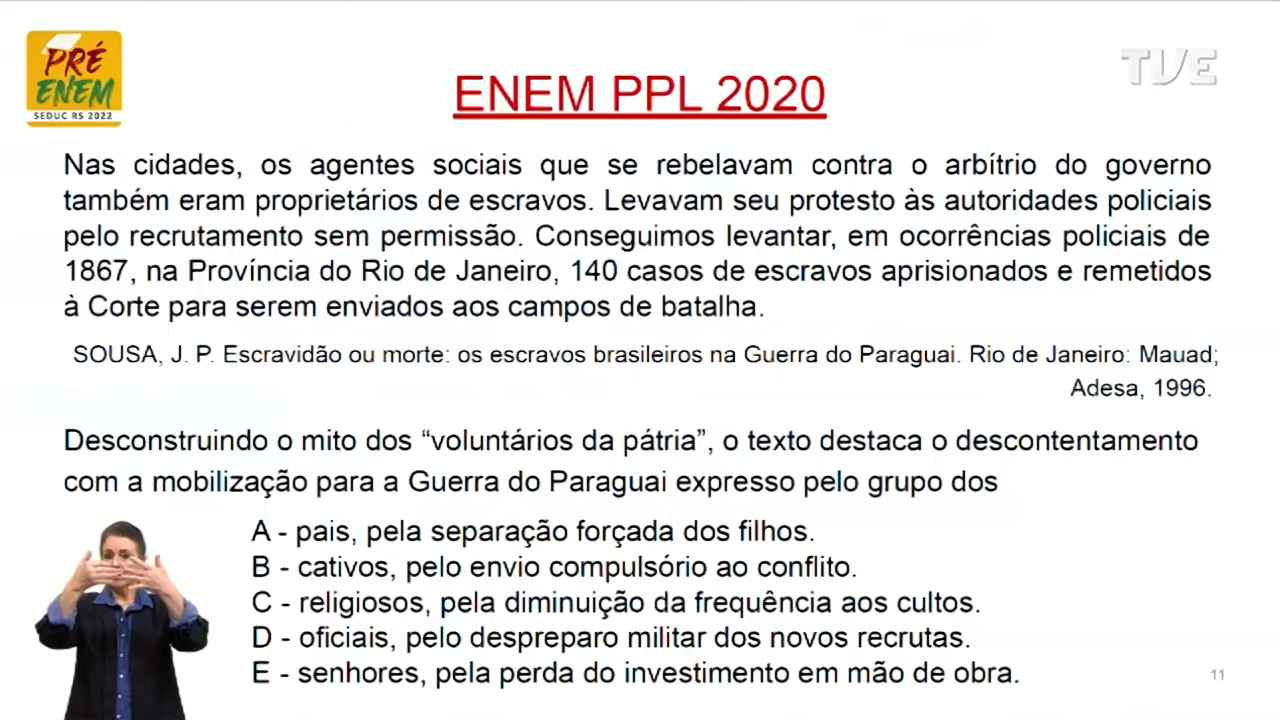 PRÉ
ENEM
SEDUC RS 2022
TVE
ENEM PPL 2020
Nas cidades, os agentes sociais que se rebelavam contra o arbítrio do governo
também eram proprietários de escravos. Levavam seu protesto às autoridades policiais
pelo recrutamento sem permissão. Conseguimos levantar, em ocorrências policiais de
1867, na Província do Rio de Janeiro, 140 casos de escravos aprisionados e remetidos
à Corte para serem enviados aos campos de batalha.
SOUSA, J. P. Escravidão ou morte: os escravos brasileiros na Guerra do Paraguai. Rio de Janeiro: Mauad;
Adesa, 1996.
Desconstruindo o mito dos “voluntários da pátria”, o texto destaca o descontentamento
com a mobilização para a Guerra do Paraguai expresso pelo grupo dos
A - pais, pela separação forçada dos filhos.
B - cativos, pelo envio compulsório ao conflito.
C - religiosos, pela diminuição da frequência aos cultos.
D - oficiais, pelo despreparo militar dos novos recrutas.
E - senhores, pela perda do investimento em mão de obra.
11